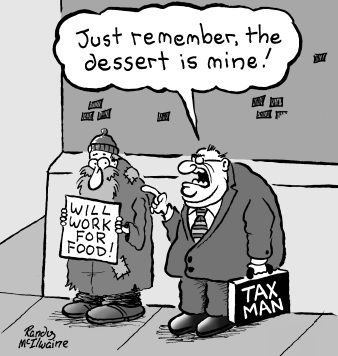 Just remember, the
dessert is mine!
WILL
WORK
FOR
FOOD!
TAX
MAN
Randy
McIlwaine